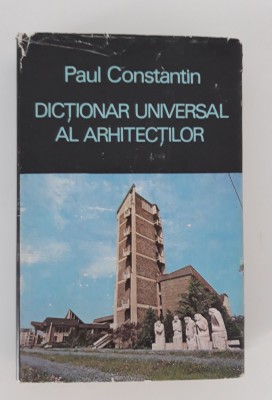 Paul Constantin
DICȚIONAR UNIVERSAL
AL ARHITECȚILOR